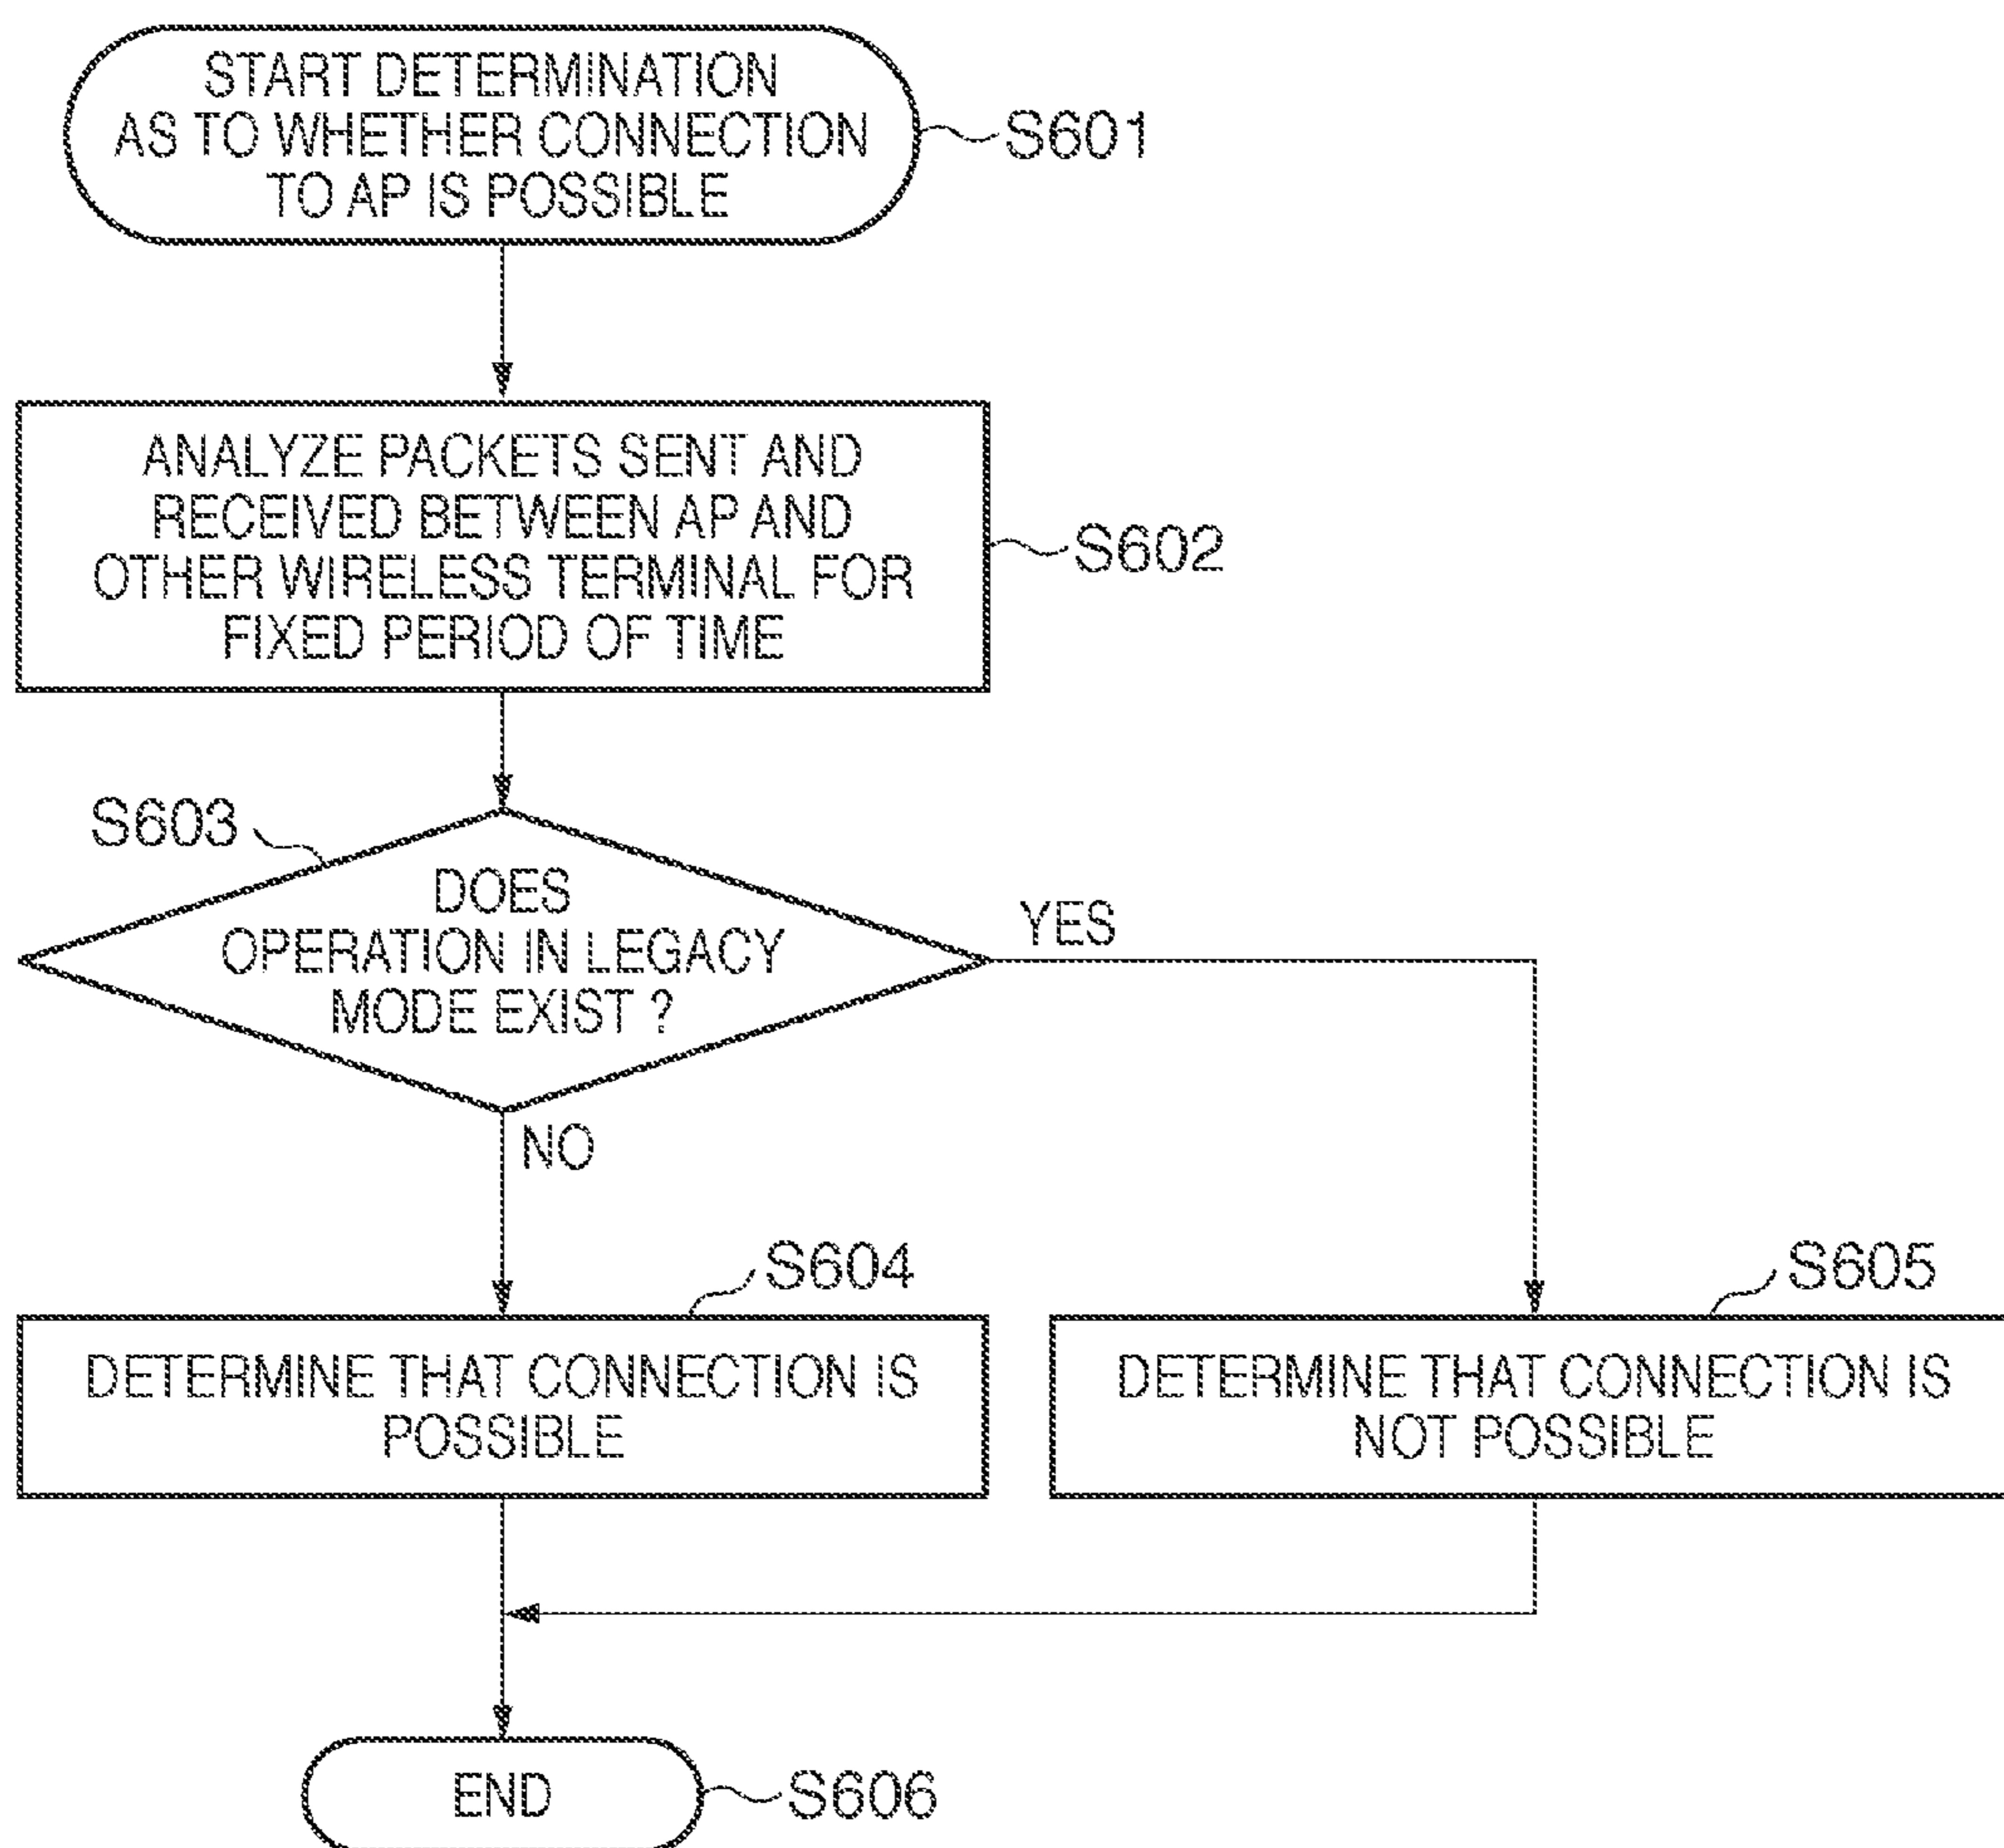 START DETERMINATION
AS TO WHETHER CONNECTION
TO AP IS POSSIBLE
S601
ANALYZE PACKETS SENT AND
RECEIVED BETWEEN AP AND
OTHER WIRELESS TERMINAL FOR
FIXED PERIOD OF TIME
S602
S603
DOES
OPERATION IN LEGACY
MODE EXIST ?
YES
NO
S604
DETERMINE THAT CONNECTION IS
POSSIBLE
S605
DETERMINE THAT CONNECTION IS
NOT POSSIBLE
END
S606